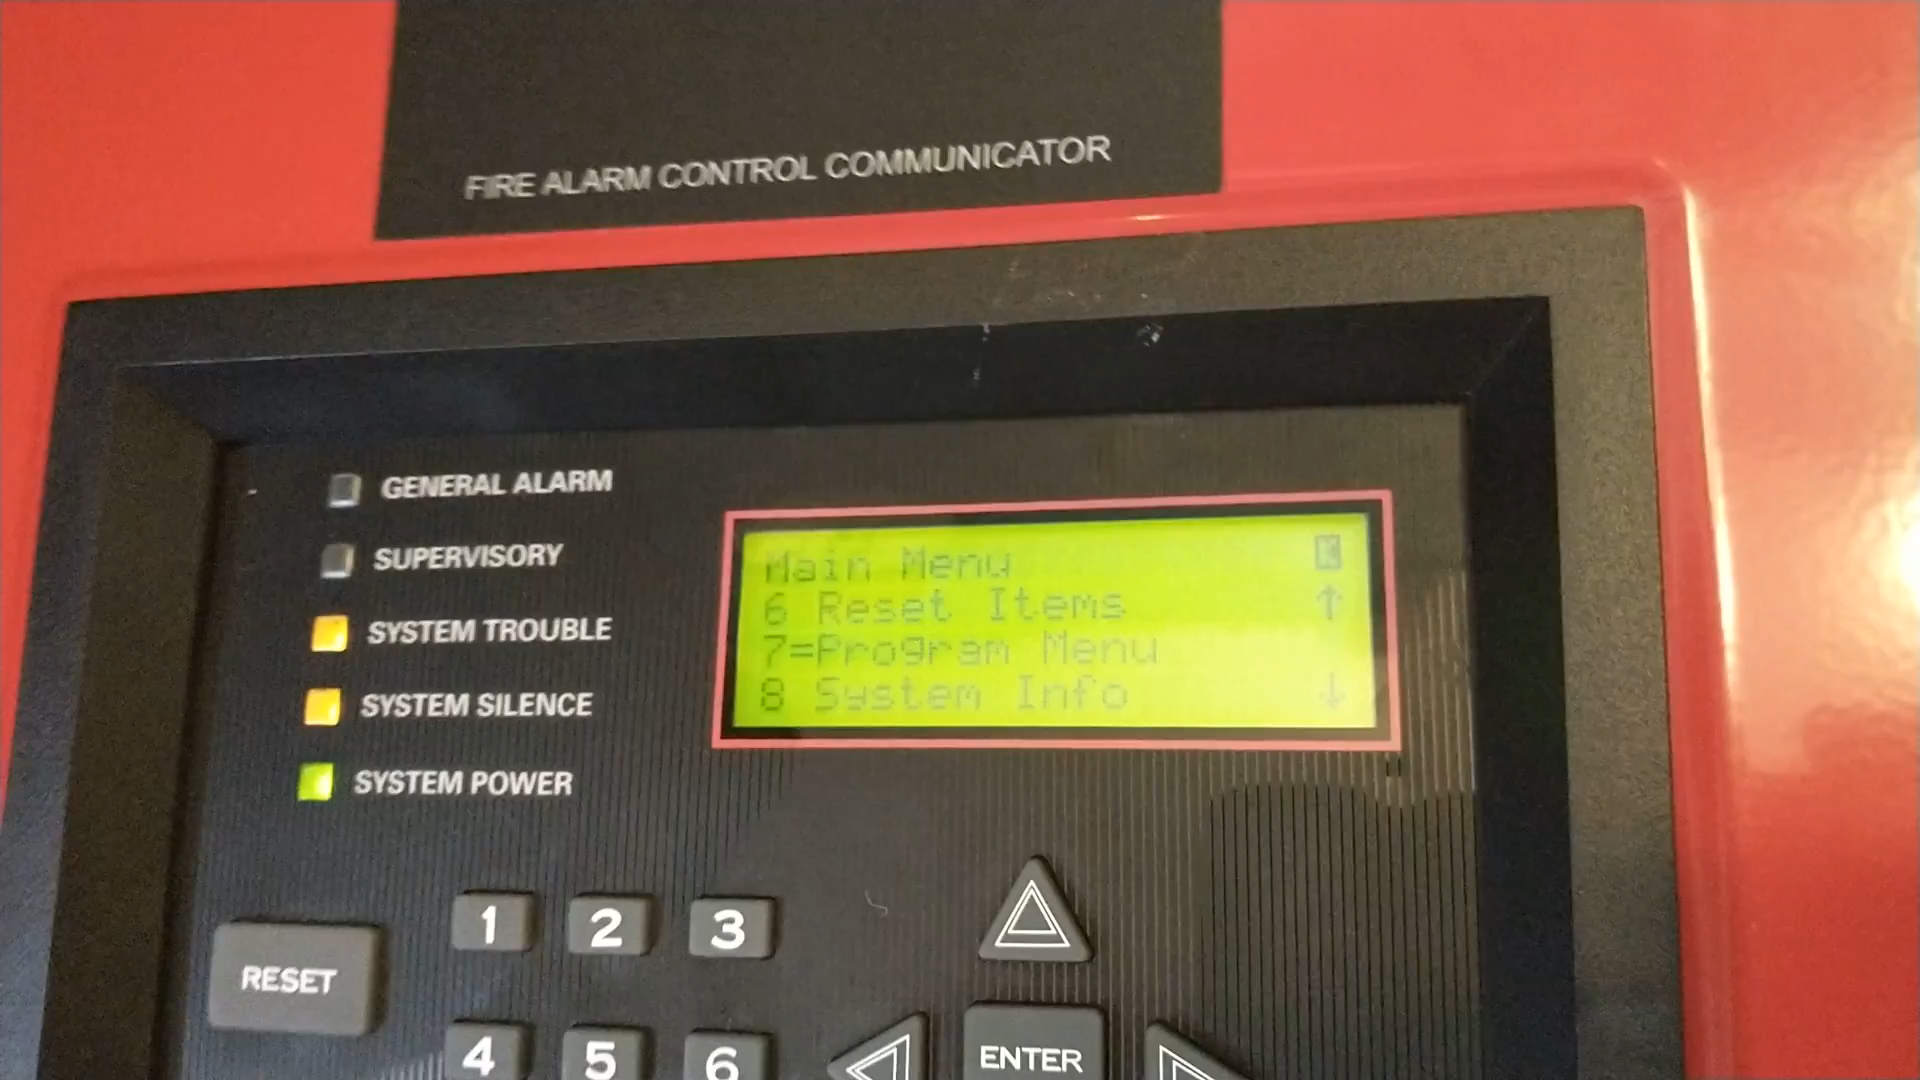 FIRE ALARM CONTROL COMMUNICATOR
GENERAL ALARM
SUPERVISORY
SYSTEM TROUBLE
SYSTEM SILENCE
SYSTEM POWER
Main Menu
6 Reset Items ↑
7=Program Menu
8 System Info ↓
1 2 3
RESET
4 5 6
ENTER